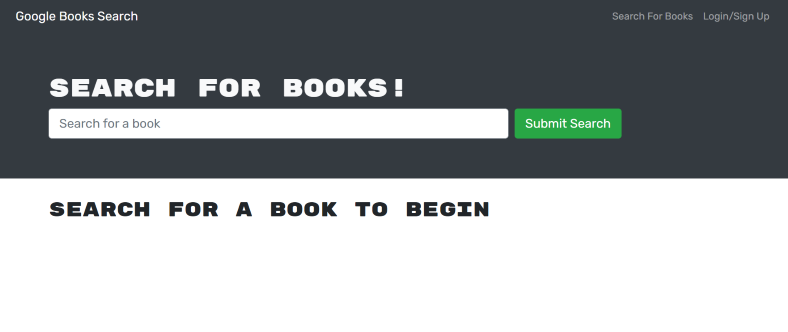 Google Books Search
Search For Books
Login/Sign Up
SEARCH FOR BOOKS!
Search for a book
Submit Search
SEARCH FOR A BOOK TO BEGIN